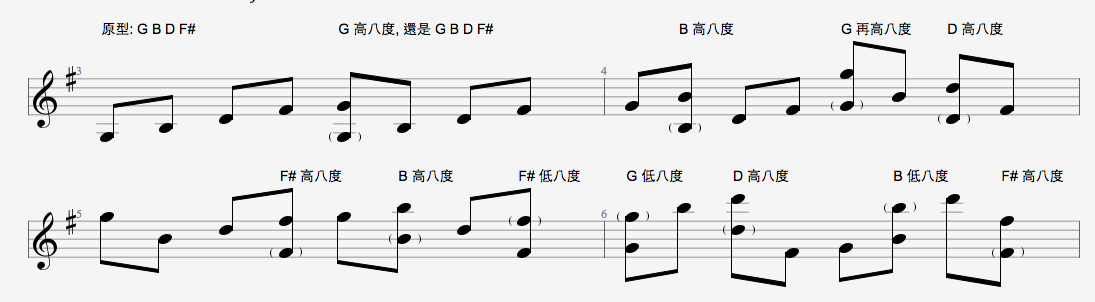 原型: G B D F#
G 高八度, 還是 G B D F#
B 高八度
G 再高八度
D 高八度
3
4
F# 高八度
B 高八度
F# 低八度
G 低八度
D 高八度
B 低八度
F# 高八度
5
6